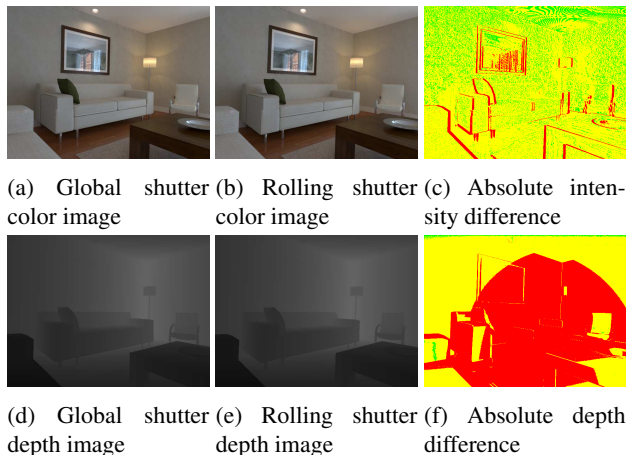 (a) Global shutter
color image
(b) Rolling shutter
color image
(c) Absolute inten-
sity difference
(d) Global shutter
depth image
(e) Rolling shutter
depth image
(f) Absolute depth
difference